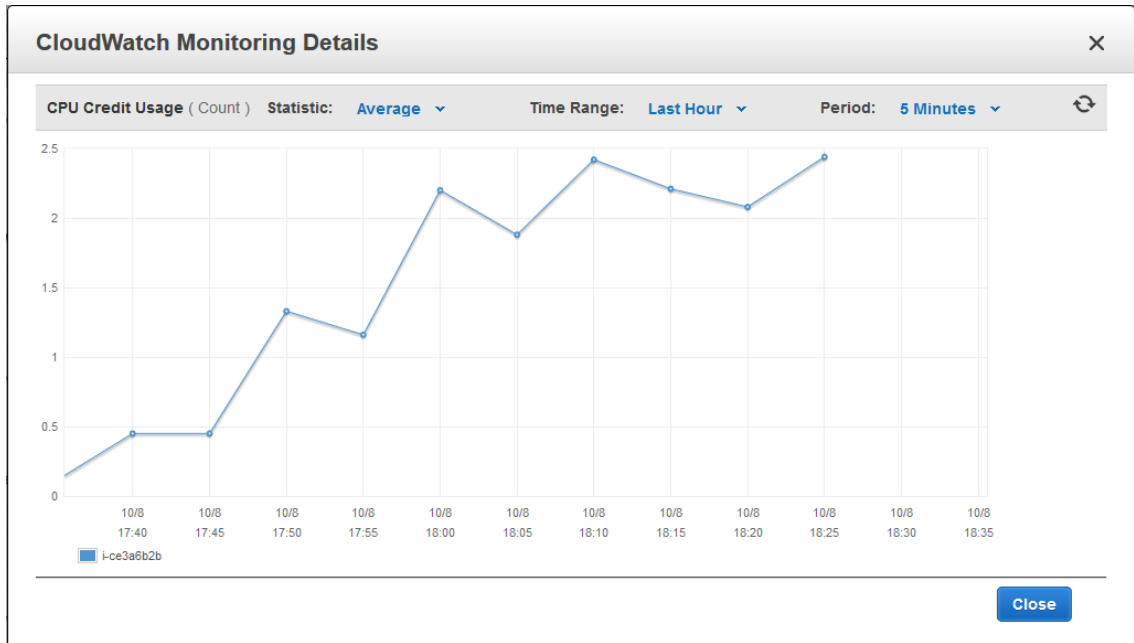 CloudWatch Monitoring Details
CPU Credit Usage ( Count ) Statistic: Average Time Range: Last Hour Period: 5 Minutes
2.5
2
1.5
1
0.5
0
10/8 10/8 10/8 10/8 10/8 10/8 10/8 10/8 10/8 10/8 10/8 10/8
17:40 17:45 17:50 17:55 18:00 18:05 18:10 18:15 18:20 18:25 18:30 18:35
i-ce3a6b2b
Close